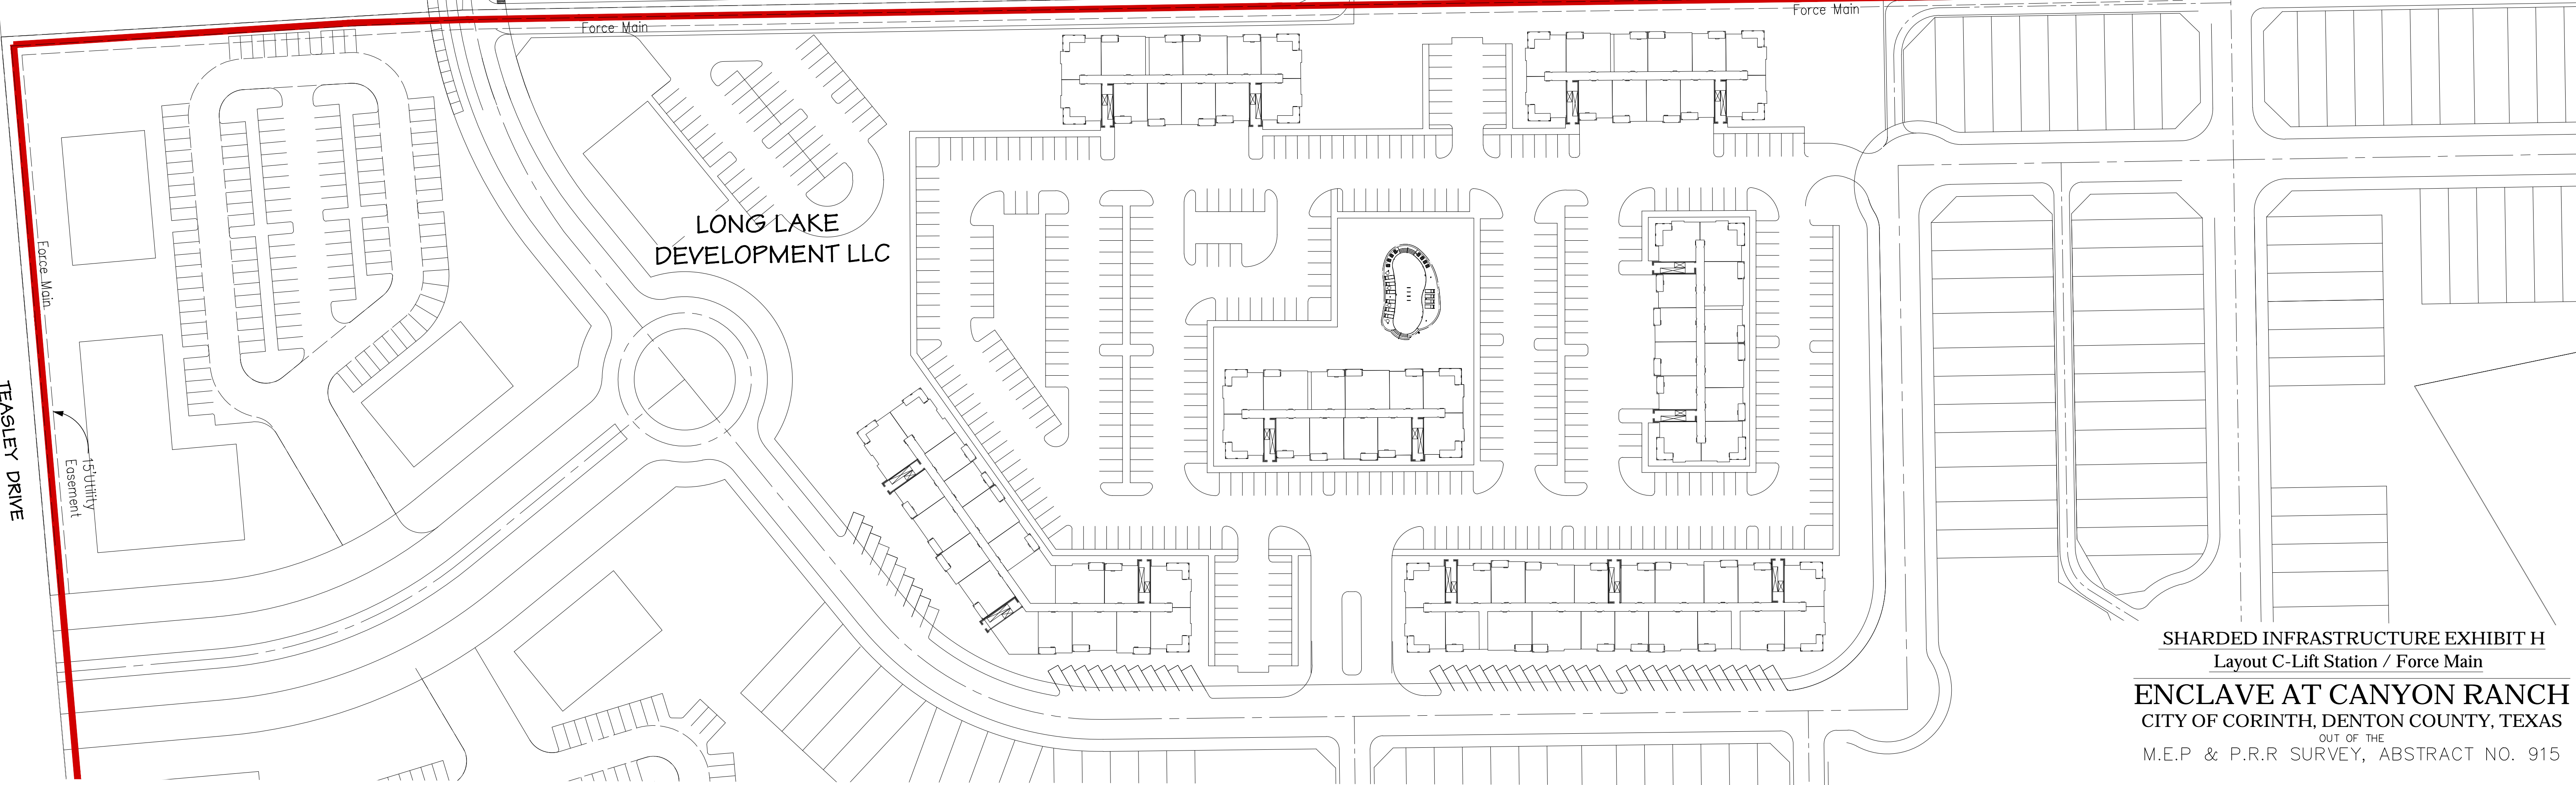 Force Main
Force Main
LONG LAKE
DEVELOPMENT LLC
Force Main
TEASLEY DRIVE
15'Utility
Easement
SHARDED INFRASTRUCTURE EXHIBIT H
Layout C-Lift Station / Force Main
ENCLAVE AT CANYON RANCH
CITY OF CORINTH, DENTON COUNTY, TEXAS
OUT OF THE
M.E.P & P.R.R SURVEY, ABSTRACT NO. 915